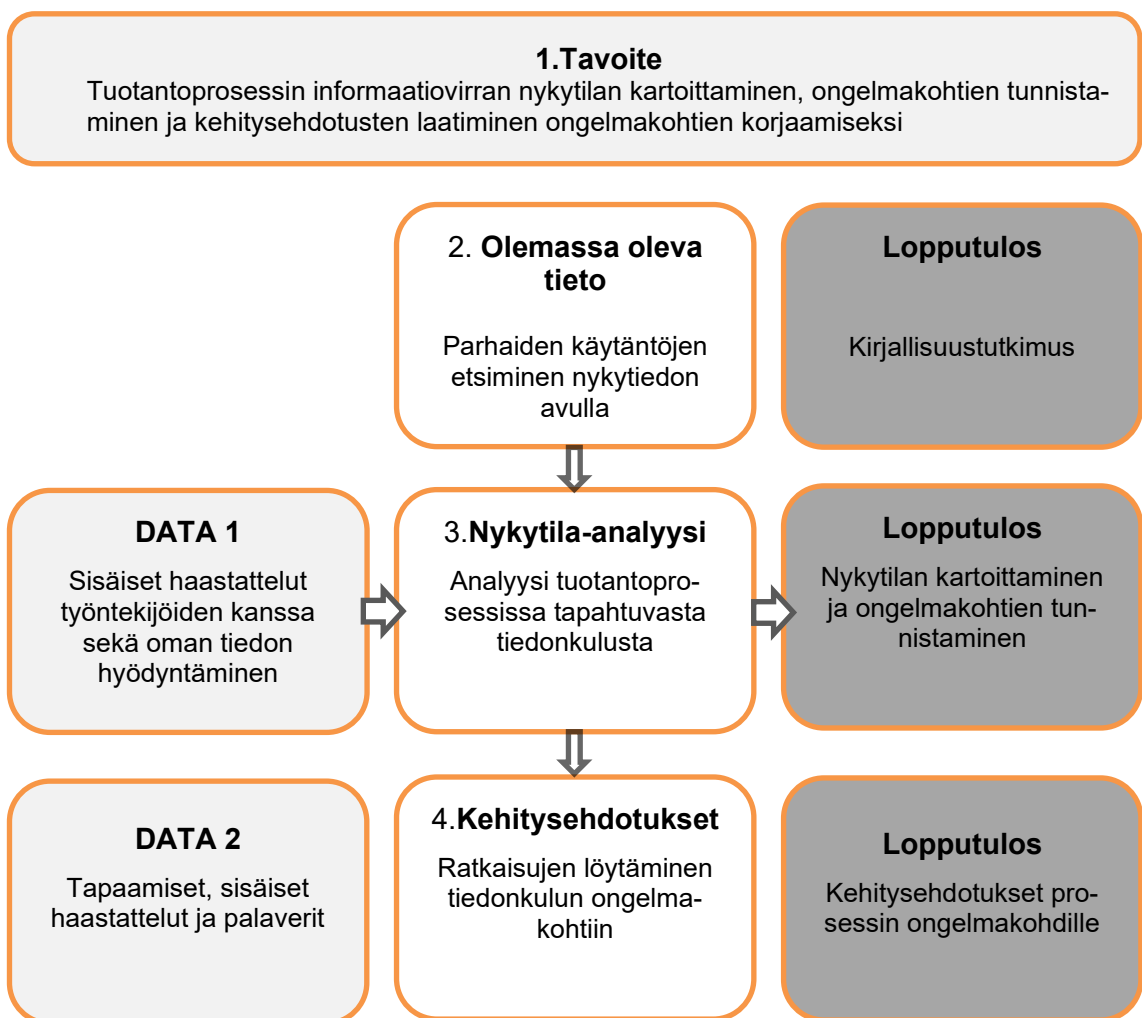 1.Tavoite
Tuotantoprosessin informaatiovirran nykytilan kartoittaminen, ongelmakohtien tunnista-
minen ja kehitysehdotusten laatiminen ongelmakohtien korjaamiseksi
2. Olemassa oleva
tieto
Parhaiden käytäntöjen
etsiminen nykytiedon
avulla
Lopputulos
Kirjallisuustutkimus
DATA 1
Sisäiset haastattelut
työntekijöiden kanssa
sekä oman tiedon
hyödyntäminen
3.Nykytila-analyysi
Analyysi tuotantopro-
sessissa tapahtuvasta
tiedonkulusta
Lopputulos
Nykytilan kartoittaminen
ja ongelmakohtien tun-
nistaminen
DATA 2
Tapaamiset, sisäiset
haastattelut ja palaverit
4.Kehitysehdotukset
Ratkaisujen löytäminen
tiedonkulun ongelma-
kohtiin
Lopputulos
Kehitysehdotukset pro-
sessin ongelmakohdille